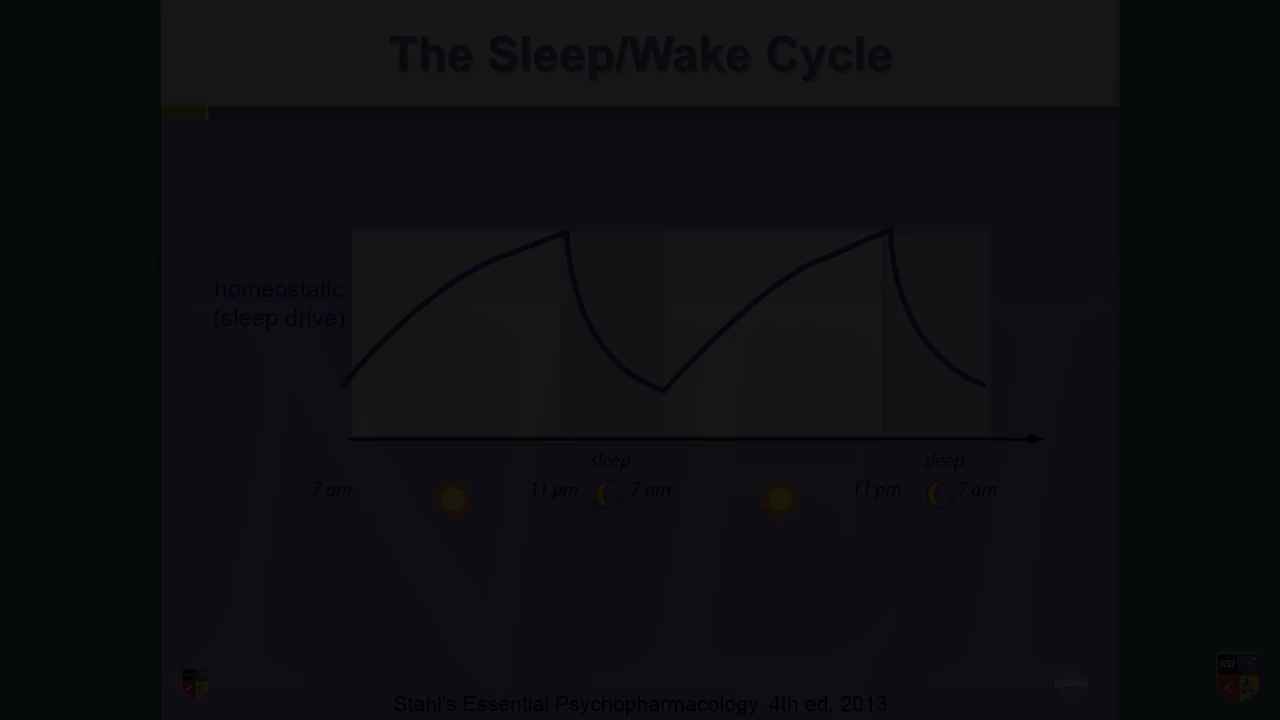 The Sleep/Wake Cycle
homeostatic
(sleep drive)
sleep sleep
7 am 11 pm 7 am 11 pm 7 am
Stahl's Essential Psychopharmacology. 4th ed. 2013
NEI